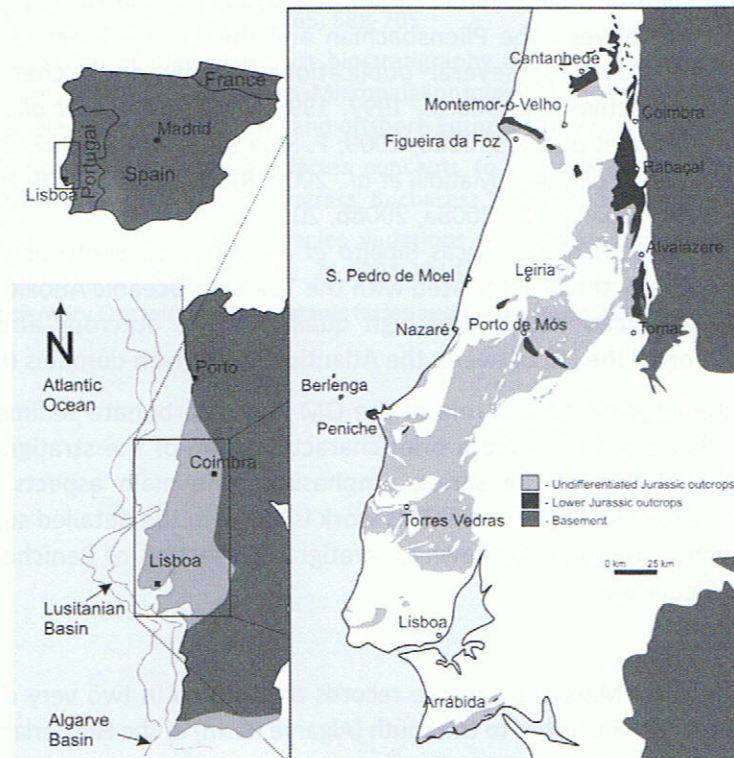 France
Madrid
Portugal
Spain
Lisboa
N
Atlantic
Ocean
Porto
Coimbra
Lisboa
Lusitanian
Basin
Algarve
Basin
Cantanhede
Montemor-o-Velho
Coimbra
Figueira da Foz
Rabaçal
Alvaiázere
S. Pedro de Moel
Leiria
Nazaré
Porto de Mós
Tomar
Berlenga
Peniche
- Undifferentiated Jurassic outcrops
- Lower Jurassic outcrops
- Basement
Torres Vedras
0 km 25 km
Lisboa
Arrábida